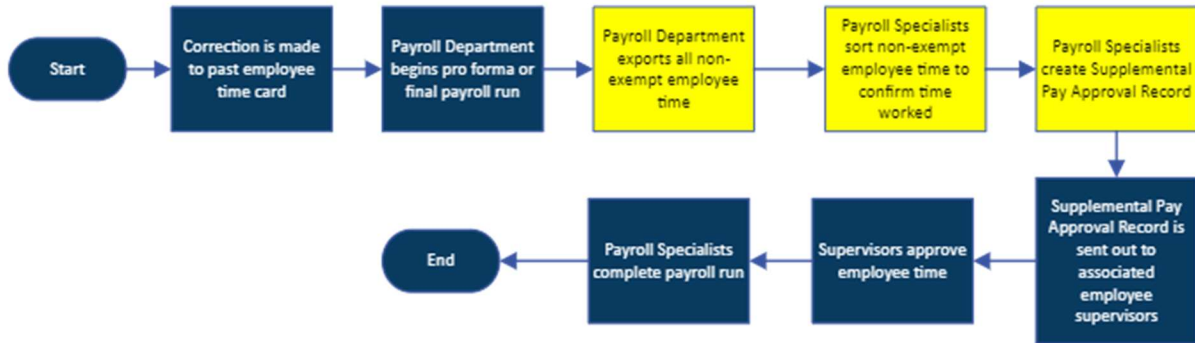 Start
Correction is made
to past employee
time card
Payroll Department
begins pro forma or
final payroll run
Payroll Department
exports all non-
exempt employee
time
Payroll Specialists
sort non-exempt
employee time to
confirm time
worked
Payroll Specialists
create Supplemental
Pay Approval Record
Supplemental Pay
Approval Record is
sent out to
associated
employee
supervisors
Supervisors approve
employee time
Payroll Specialists
complete payroll run
End